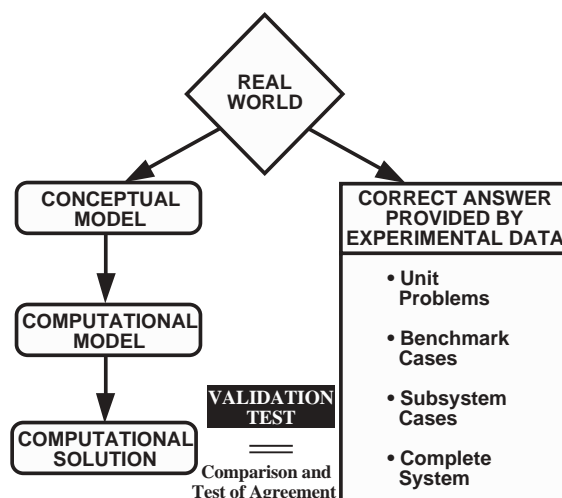 REAL
WORLD
CONCEPTUAL
MODEL
COMPUTATIONAL
MODEL
COMPUTATIONAL
SOLUTION
VALIDATION
TEST
Comparison and
Test of Agreement
CORRECT ANSWER
PROVIDED BY
EXPERIMENTAL DATA
• Unit
Problems
• Benchmark
Cases
• Subsystem
Cases
• Complete
System